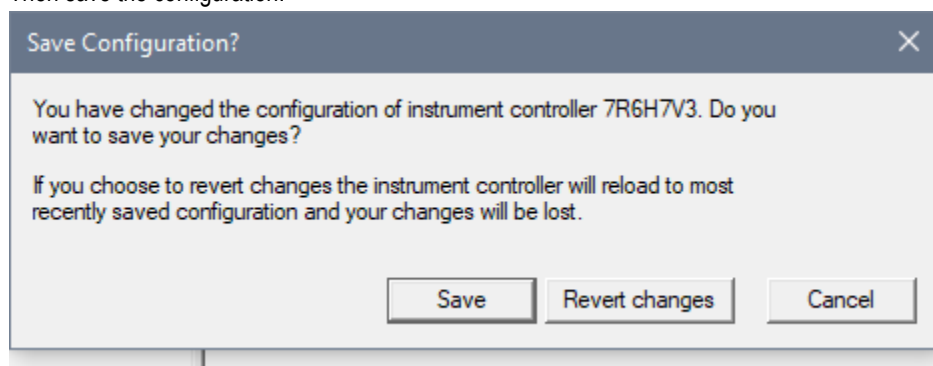 Then save the configuration.
Save Configuration?
You have changed the configuration of instrument controller 7R6H7V3. Do you
want to save your changes?
If you choose to revert changes the instrument controller will reload to most
recently saved configuration and your changes will be lost.
Save Revert changes Cancel